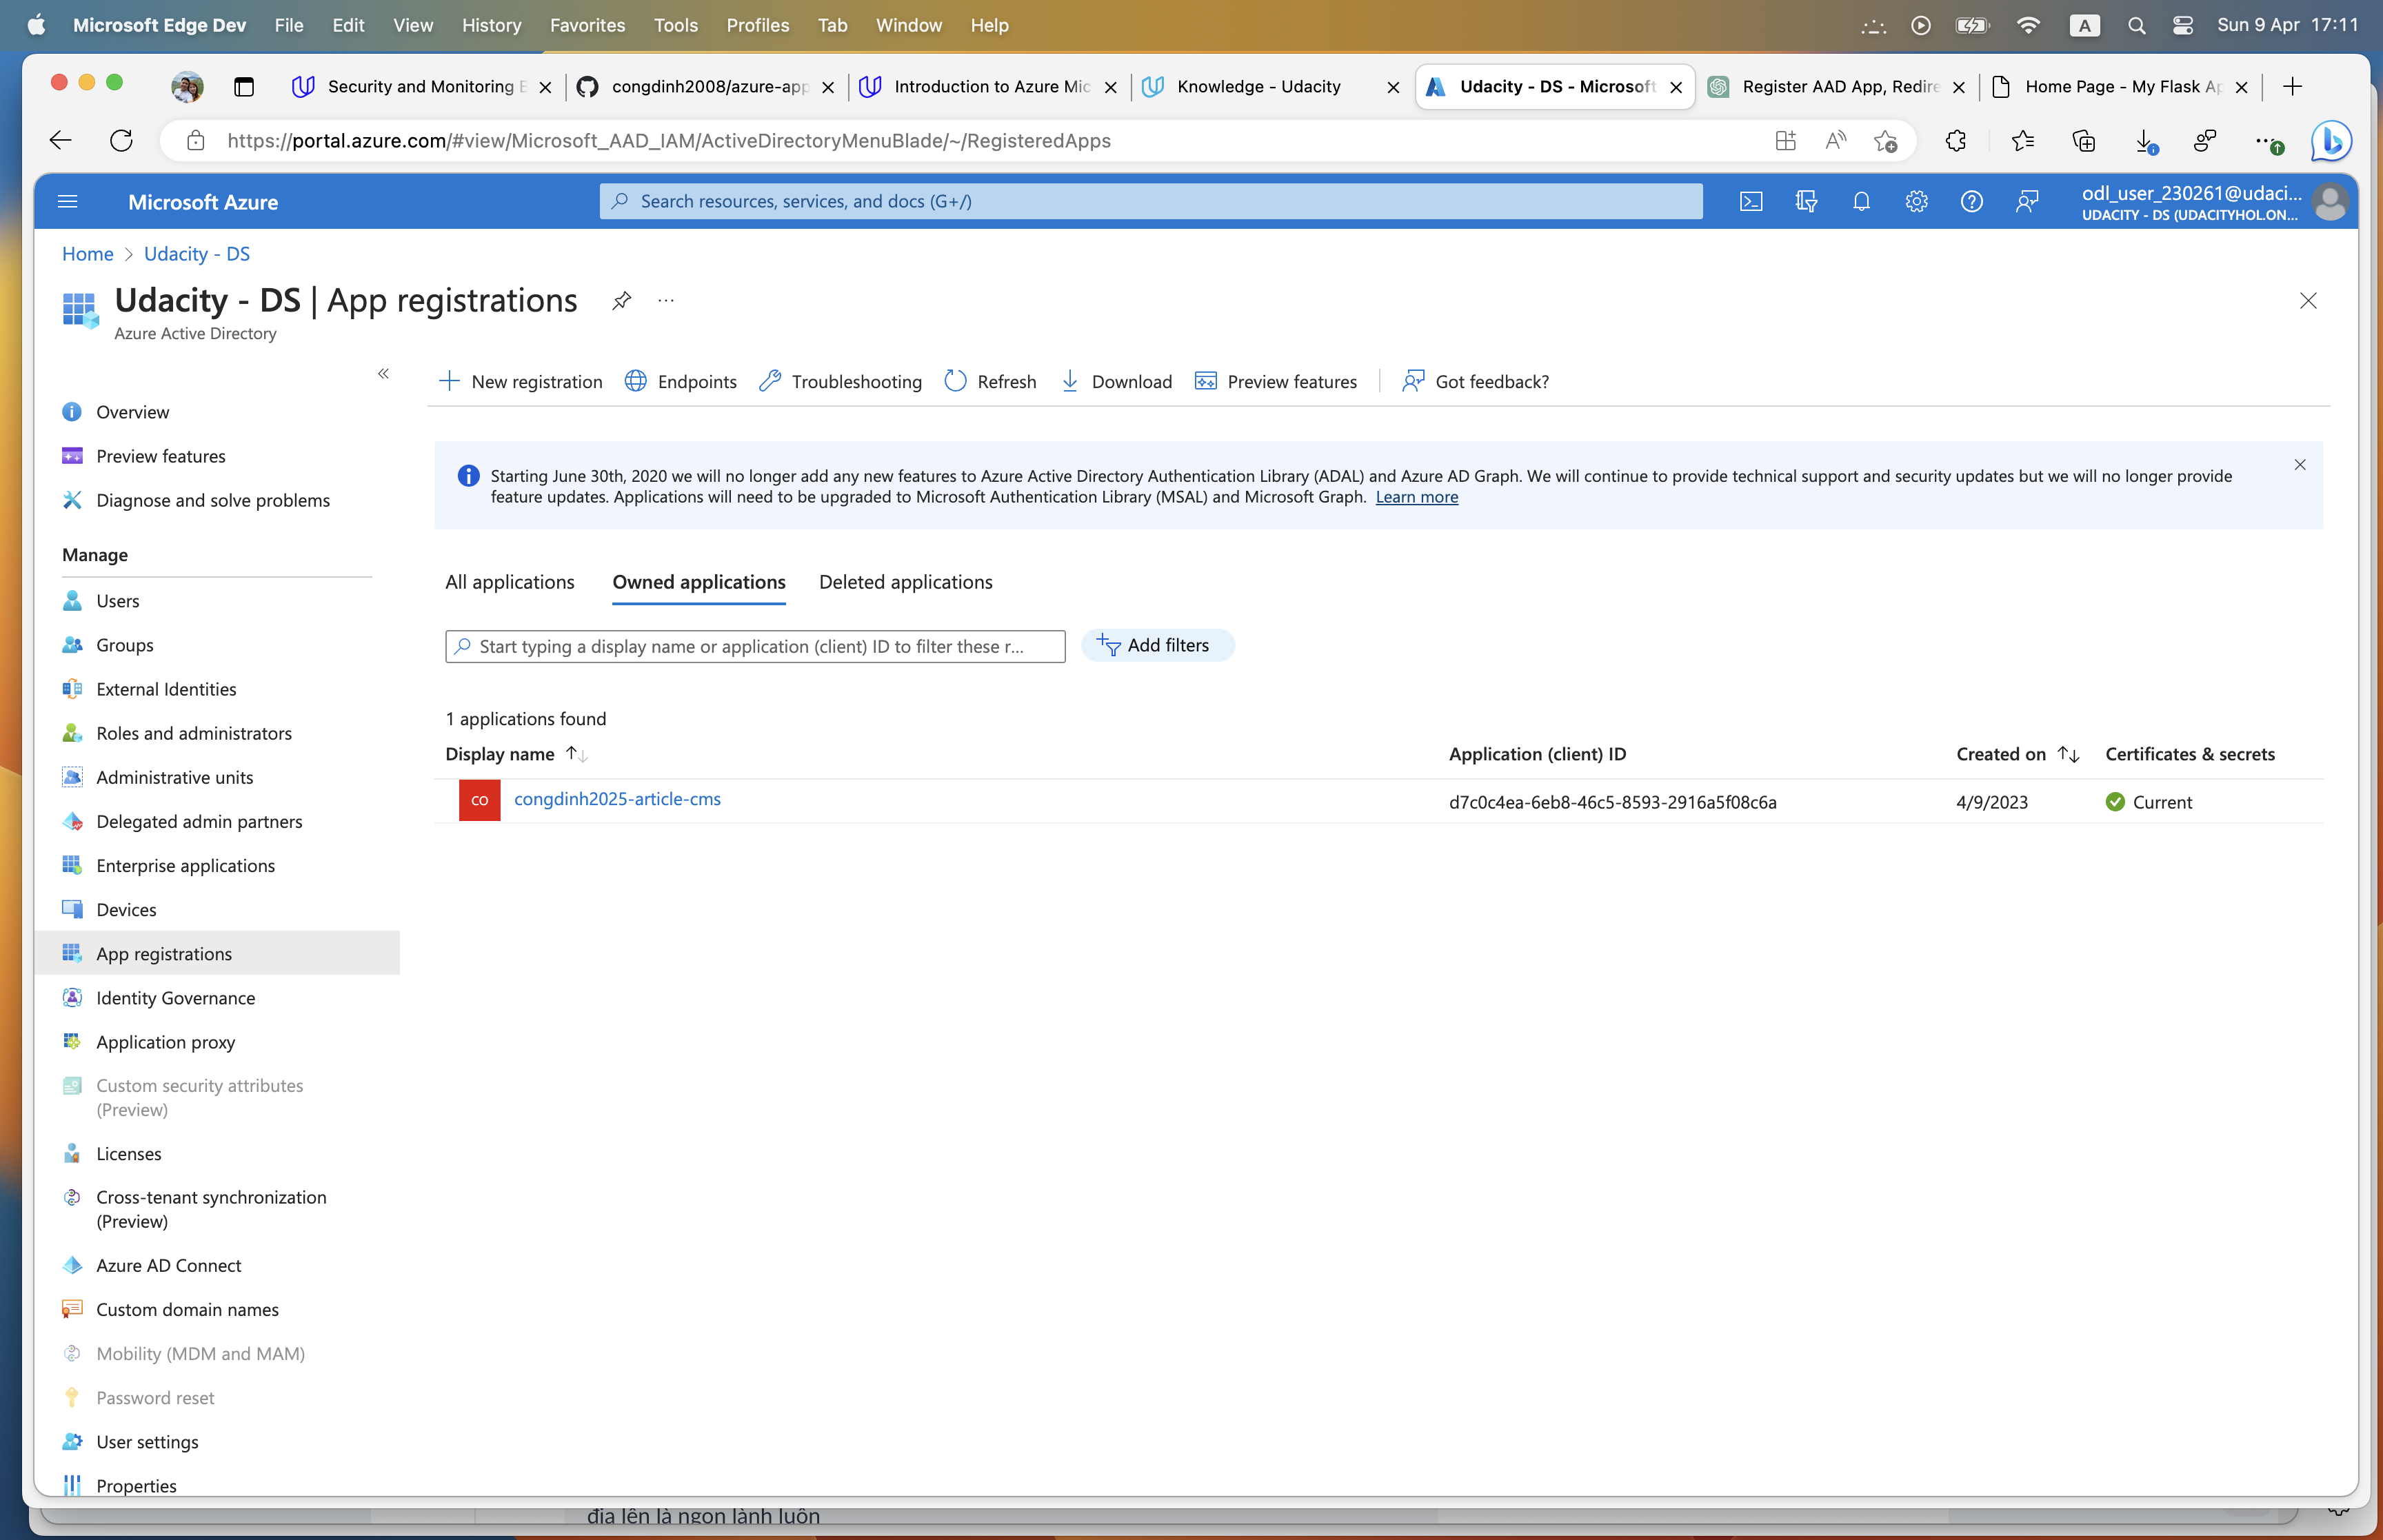 Microsoft Edge Dev File Edit View History Favorites Tools Profiles Tab Window Help A Sun 9 Apr 17:11
Security and Monitoring congdinh2008/azure-app Introduction to Azure Mic Knowledge - Udacity Udacity - DS - Microsoft Register AAD App, Redire Home Page - My Flask Ap
https://portal.azure.com/#view/Microsoft_AAD_IAM/ActiveDirectoryMenuBlade/~/RegisteredApps
Microsoft Azure
Search resources, services, and docs (G+/)
odl_user_230261@udaci...
UDACITY - DS (UDACITYHOL.ON...
Home > Udacity - DS
Udacity - DS | App registrations ...
Azure Active Directory
«
New registration Endpoints Troubleshooting Refresh Download Preview features Got feedback?
Overview
Preview features
Diagnose and solve problems
Manage
Users
Groups
External Identities
Roles and administrators
Administrative units
Delegated admin partners
Enterprise applications
Devices
App registrations
Identity Governance
Application proxy
Custom security attributes
(Preview)
Licenses
Cross-tenant synchronization
(Preview)
Azure AD Connect
Custom domain names
Mobility (MDM and MAM)
Password reset
User settings
Properties
Starting June 30th, 2020 we will no longer add any new features to Azure Active Directory Authentication Library (ADAL) and Azure AD Graph. We will continue to provide technical support and security updates but we will no longer provide
feature updates. Applications will need to be upgraded to Microsoft Authentication Library (MSAL) and Microsoft Graph. Learn more
All applications Owned applications Deleted applications
Start typing a display name or application (client) ID to filter these r...
Add filters
1 applications found
Display name Application (client) ID Created on Certificates & secrets
CO congdinh2025-article-cms d7c0c4ea-6eb8-46c5-8593-2916a5f08c6a 4/9/2023 Current
địa lên là ngon lành luôn